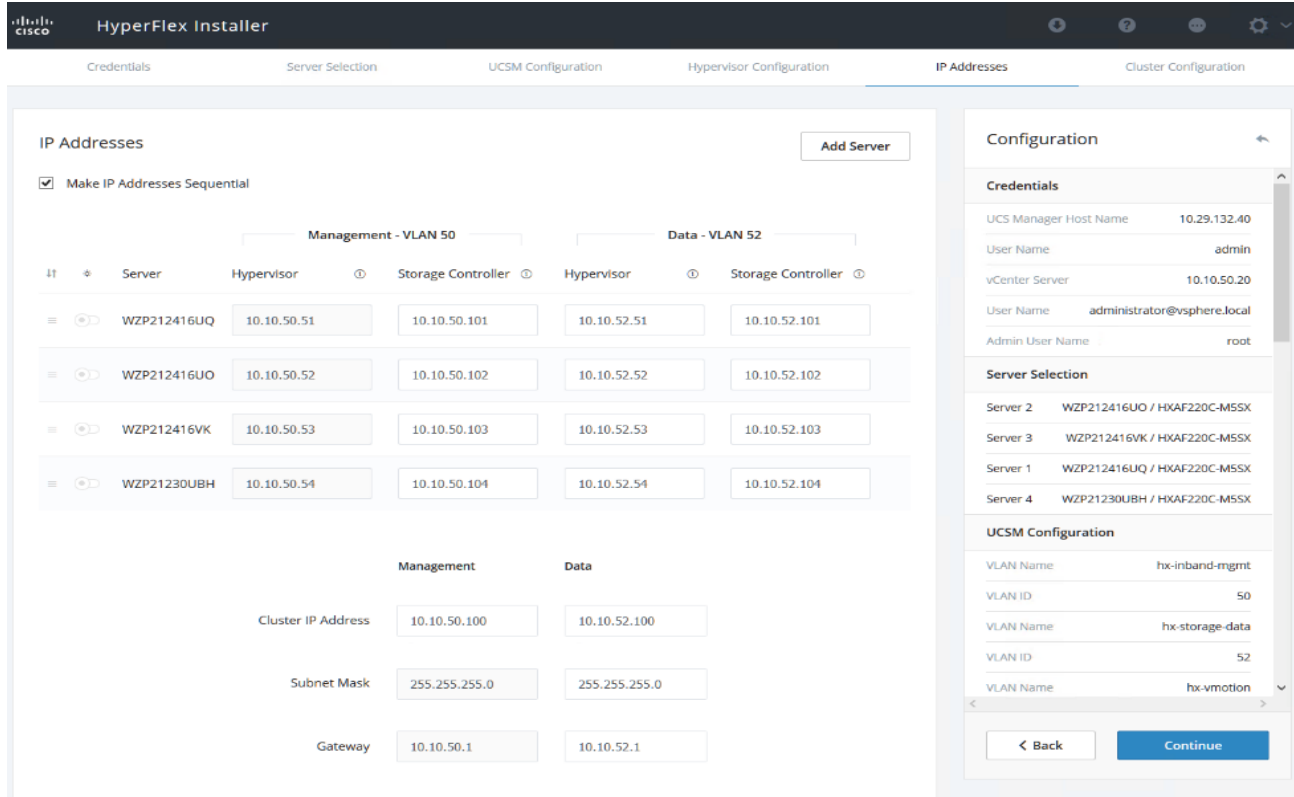 cisco HyperFlex Installer
Credentials Server Selection UCSM Configuration Hypervisor Configuration IP Addresses Cluster Configuration
IP Addresses
Add Server
Make IP Addresses Sequential
Management - VLAN 50 Data - VLAN 52
Server Hypervisor Storage Controller Hypervisor Storage Controller
WZP212416UQ 10.10.50.51 10.10.50.101 10.10.52.51 10.10.52.101
WZP212416UO 10.10.50.52 10.10.50.102 10.10.52.52 10.10.52.102
WZP212416VK 10.10.50.53 10.10.50.103 10.10.52.53 10.10.52.103
WZP21230UBH 10.10.50.54 10.10.50.104 10.10.52.54 10.10.52.104
Management Data
Cluster IP Address 10.10.50.100 10.10.52.100
Subnet Mask 255.255.255.0 255.255.255.0
Gateway 10.10.50.1 10.10.52.1
Configuration
Credentials
UCS Manager Host Name 10.29.132.40
User Name admin
vCenter Server 10.10.50.20
User Name administrator@vsphere.local
Admin User Name root
Server Selection
Server 2 WZP212416UO / HXAF220C-M5SX
Server 3 WZP212416VK / HXAF220C-M5SX
Server 1 WZP212416UQ / HXAF220C-M5SX
Server 4 WZP21230UBH / HXAF220C-M5SX
UCSM Configuration
VLAN Name hx-inband-mgmt
VLAN ID 50
VLAN Name hx-storage-data
VLAN ID 52
VLAN Name hx-vmotion
< Back Continue